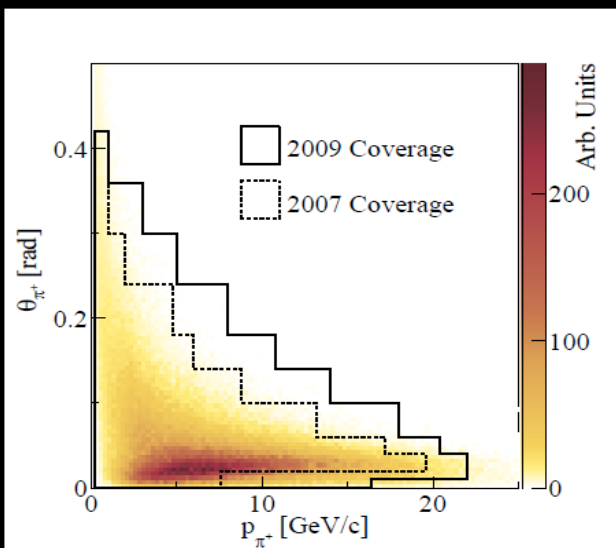 Arb. Units
0.4
2009 Coverage
2007 Coverage
200
θπ+ [rad]
0.2
100
0
0
10
20
0
pπ+ [GeV/c]